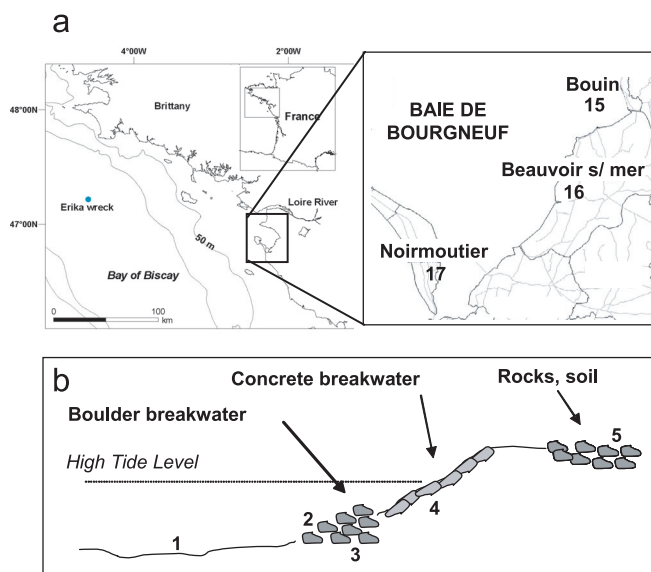 a
4°00W
2°00W
48°00N
Brittany
France
Erika wreck
47°00N
Loire River
50 m
Bay of Biscay
0
100
km
BAIE DE
BOURGNEUF
Bouin
15
Beauvoir s/ mer
16
Noirmoutier
17
b
Concrete breakwater
Rocks, soil
Boulder breakwater
5
High Tide Level
4
2
1
3